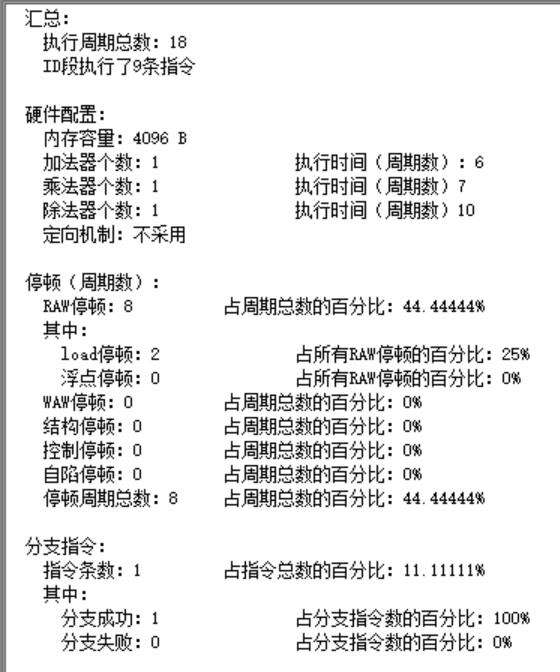 汇总:
执行周期总数: 18
ID段执行了9条指令
硬件配置:
内存容量: 4096 B
加法器个数: 1 执行时间（周期数）: 6
乘法器个数: 1 执行时间（周期数）7
除法器个数: 1 执行时间（周期数）10
定向机制: 不采用
停顿（周期数）:
RAW停顿: 8 占周期总数的百分比: 44.44444%
其中:
load停顿: 2 占所有RAW停顿的百分比: 25%
浮点停顿: 0 占所有RAW停顿的百分比: 0%
WAW停顿: 0 占周期总数的百分比: 0%
结构停顿: 0 占周期总数的百分比: 0%
控制停顿: 0 占周期总数的百分比: 0%
自陷停顿: 0 占周期总数的百分比: 0%
停顿周期总数: 8 占周期总数的百分比: 44.44444%
分支指令:
指令条数: 1 占指令总数的百分比: 11.11111%
其中:
分支成功: 1 占分支指令数的百分比: 100%
分支失败: 0 占分支指令数的百分比: 0%